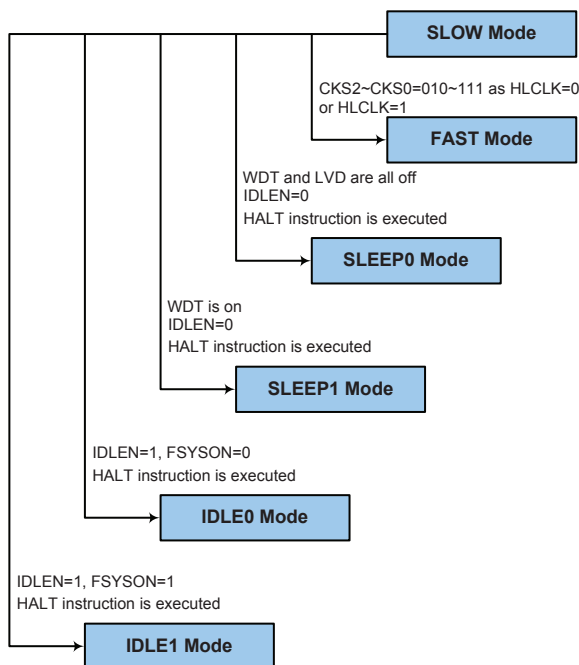 SLOW Mode
CKS2~CKS0=010~111 as HLCLK=0
or HLCLK=1
FAST Mode
WDT and LVD are all off
IDLEN=0
HALT instruction is executed
SLEEP0 Mode
WDT is on
IDLEN=0
HALT instruction is executed
SLEEP1 Mode
IDLEN=1, FSYSON=0
HALT instruction is executed
IDLE0 Mode
IDLEN=1, FSYSON=1
HALT instruction is executed
IDLE1 Mode